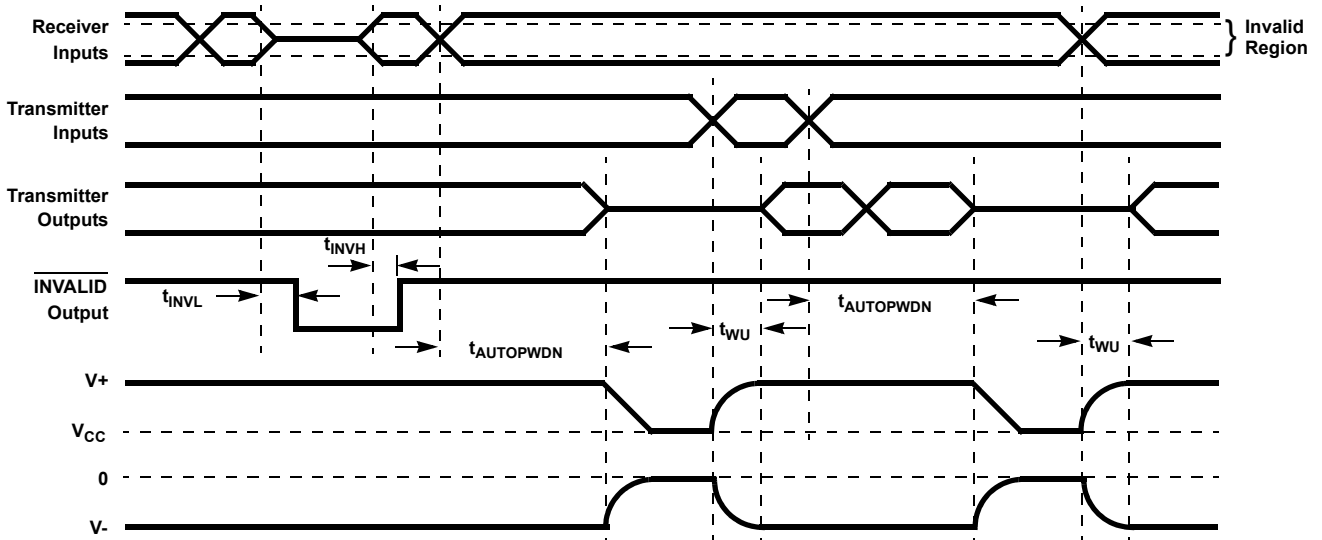 Receiver
Inputs
} Invalid
Region
Transmitter
Inputs
Transmitter
Outputs
tINVH
INVALID
Output
tINVL
tAUTOPWDN
tWU
tAUTOPWDN
tWU
V+
VCC
0
V-